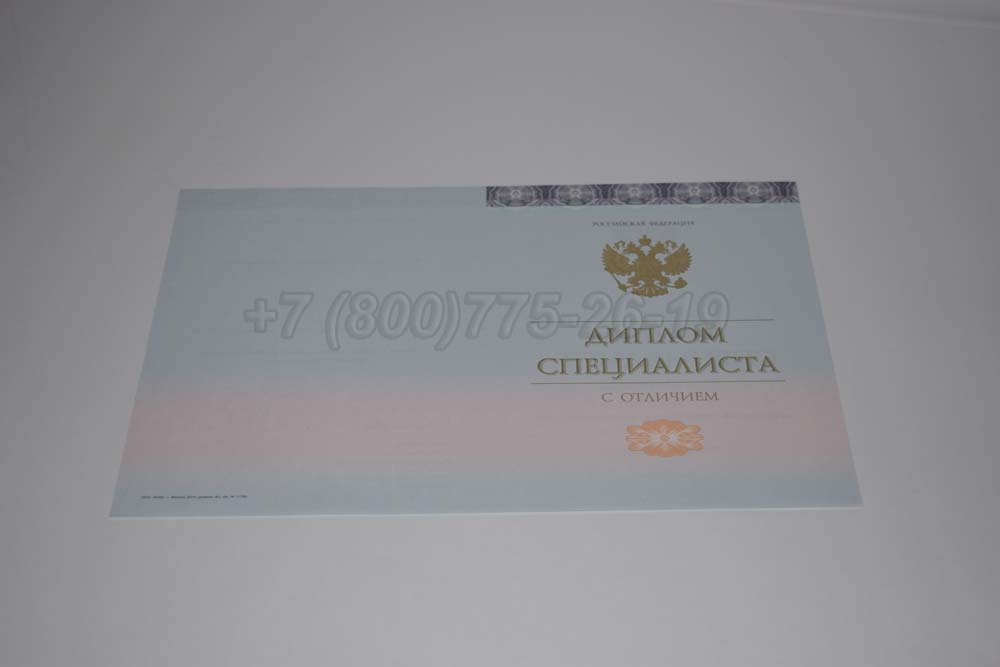 РОССИЙСКАЯ ФЕДЕРАЦИЯ
+7 (800)775-26-19
ДИПЛОМ
СПЕЦИАЛИСТА
С ОТЛИЧИЕМ